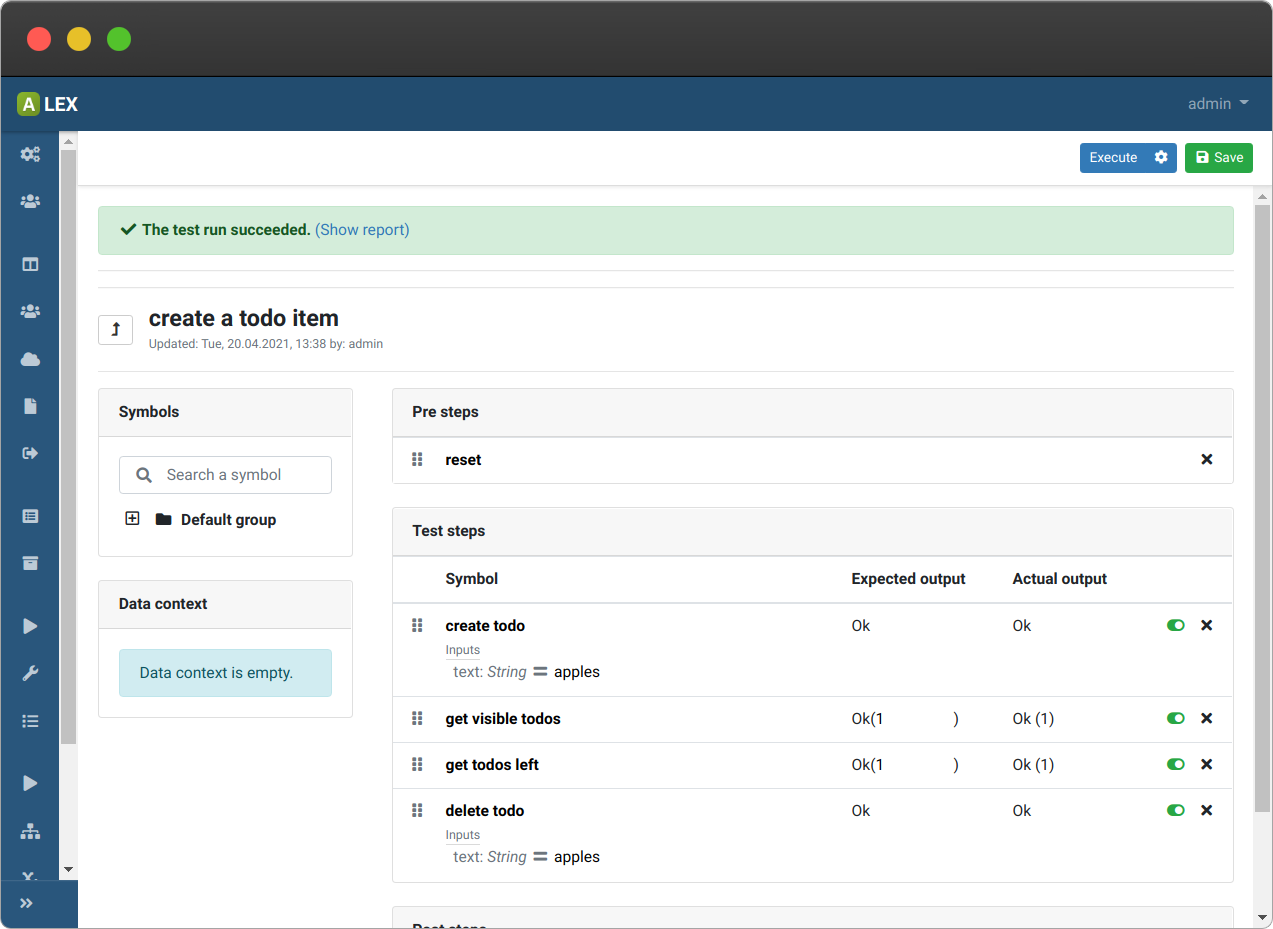 A LEX
admin
Execute
Save
The test run succeeded. (Show report)
create a todo item
Updated: Tue, 20.04.2021, 13:38 by: admin
Symbols
Search a symbol
Default group
Data context
Data context is empty.
Pre steps
reset
Test steps
Symbol Expected output Actual output
create todo Ok Ok
Inputs
text: String = apples
get visible todos Ok(1 ) Ok (1)
get todos left Ok(1 ) Ok (1)
delete todo Ok Ok
Inputs
text: String = apples
Post steps